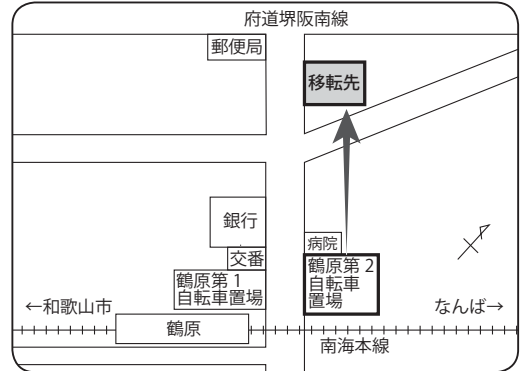 府道堺阪南線
郵便局
移転先
銀行
病院
交番
鶴原第2
自転車
置場
鶴原第1
自転車置場
←和歌山市
なんば→
鶴原
南海本線